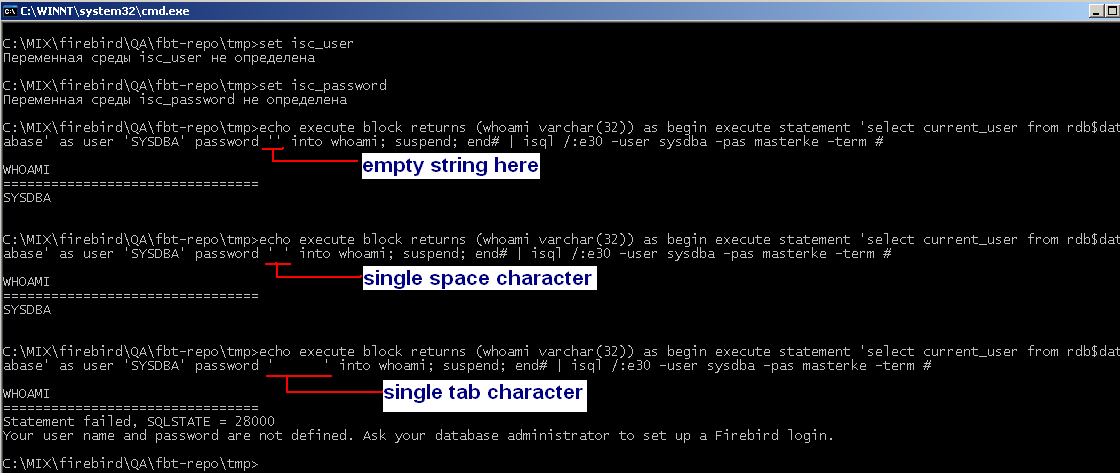 C:\WINNT\system32\cmd.exe
C:\MIX\firebird\QA\fbt-repo\tmp>set isc_user
Переменная среды isc_user не определена
C:\MIX\firebird\QA\fbt-repo\tmp>set isc_password
Переменная среды isc_password не определена
C:\MIX\firebird\QA\fbt-repo\tmp>echo execute block returns (whoami varchar(32)) as begin execute statement 'select current_user from rdb$dat
abase' as user 'SYSDBA' password '' into whoami; suspend; end# | isql /:e30 -user sysdba -pas masterke -term #
empty string here
WHOAMI
================================
SYSDBA
C:\MIX\firebird\QA\fbt-repo\tmp>echo execute block returns (whoami varchar(32)) as begin execute statement 'select current_user from rdb$dat
abase' as user 'SYSDBA' password ' ' into whoami; suspend; end# | isql /:e30 -user sysdba -pas masterke -term #
single space character
WHOAMI
================================
SYSDBA
C:\MIX\firebird\QA\fbt-repo\tmp>echo execute block returns (whoami varchar(32)) as begin execute statement 'select current_user from rdb$dat
abase' as user 'SYSDBA' password '	' into whoami; suspend; end# | isql /:e30 -user sysdba -pas masterke -term #
single tab character
WHOAMI
================================
Statement failed, SQLSTATE = 28000
Your user name and password are not defined. Ask your database administrator to set up a Firebird login.
C:\MIX\firebird\QA\fbt-repo\tmp>